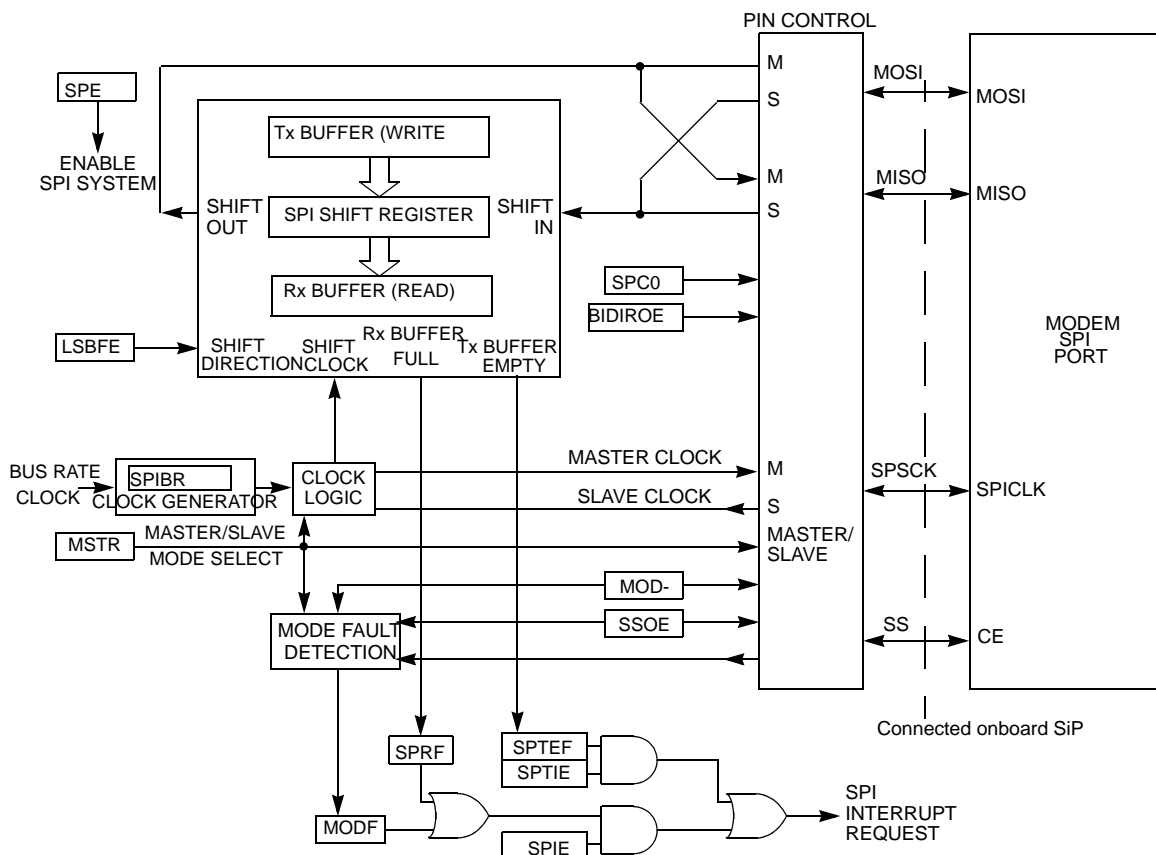 PIN CONTROL
M
MOSI
MOSI
SPE
S
Tx BUFFER (WRITE
ENABLE
SPI SYSTEM
M
MISO
MISO
SHIFT
OUT
SPI SHIFT REGISTER
SHIFT
IN
S
Rx BUFFER (READ)
SPC0
BIDIROE
MODEM
SPI
PORT
LSBFE
SHIFT
DIRECTION
SHIFT
CLOCK
Rx BUFFER
FULL
Tx BUFFER
EMPTY
BUS RATE
CLOCK
SPIBR
CLOCK GENERATOR
CLOCK
LOGIC
MASTER CLOCK
M
SPSCK
SPICLK
SLAVE CLOCK
S
MSTR
MASTER/SLAVE
MODE SELECT
MASTER/
SLAVE
MOD-
MODE FAULT
DETECTION
SSOE
SS
CE
Connected onboard SiP
SPRF
SPTEF
SPTIE
MODF
SPIE
SPI
INTERRUPT
REQUEST